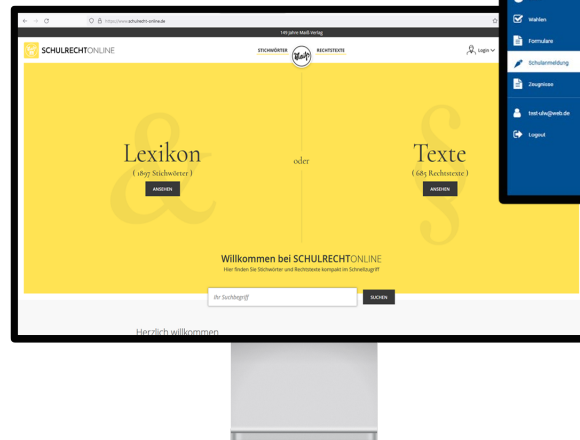 https://www.schulrecht-online.de
149 Jahre Maiß Verlag
SCHULRECHTONLINE
STICHWÖRTER
Maiß
RECHTSTEXTE
Login
&
§
Lexikon
( 1897 Stichwörter )
ANSEHEN
oder
Texte
( 685 Rechtstexte )
ANSEHEN
Willkommen bei SCHULRECHTONLINE
Hier finden Sie Stichwörter und Rechtstexte kompakt im Schnellzugriff
Ihr Suchbegriff
SUCHEN
Herzlich willkommen
Wahlen
Formulare
Schulanmeldung
Zeugnisse
test-ulw@web.de
Logout